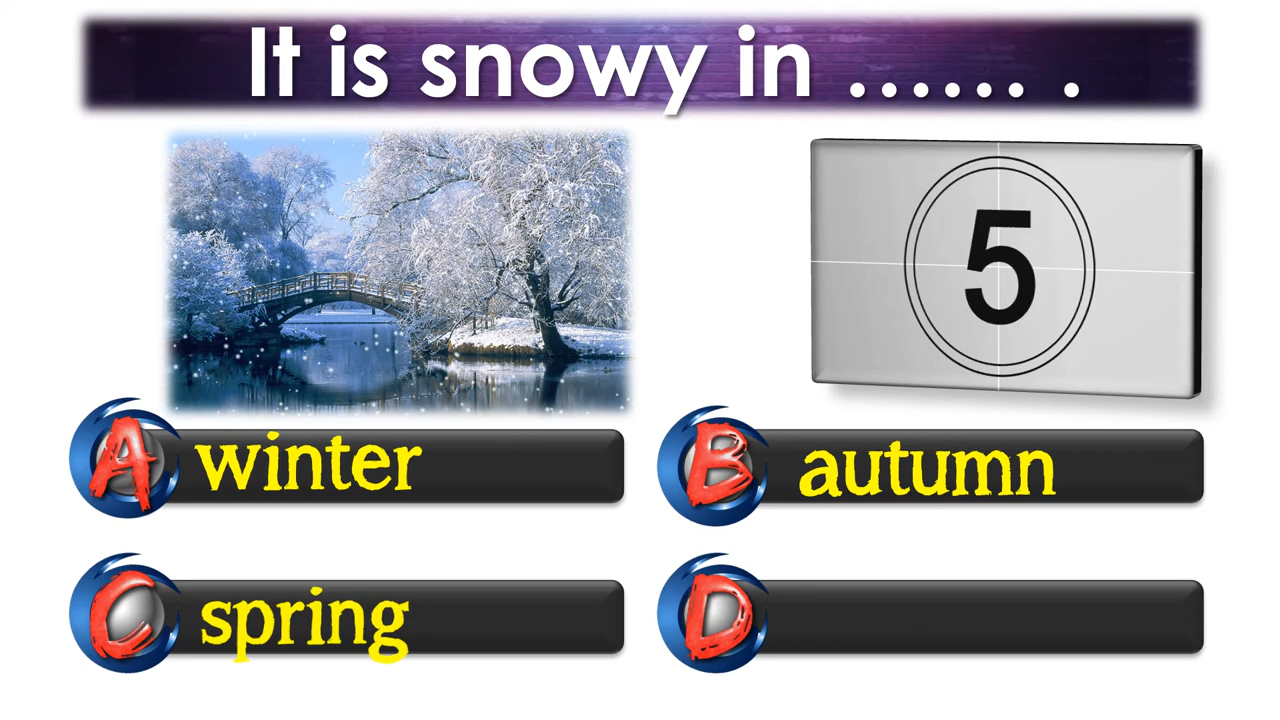 It is snowy in ...... .
5
A winter
B autumn
C spring
D